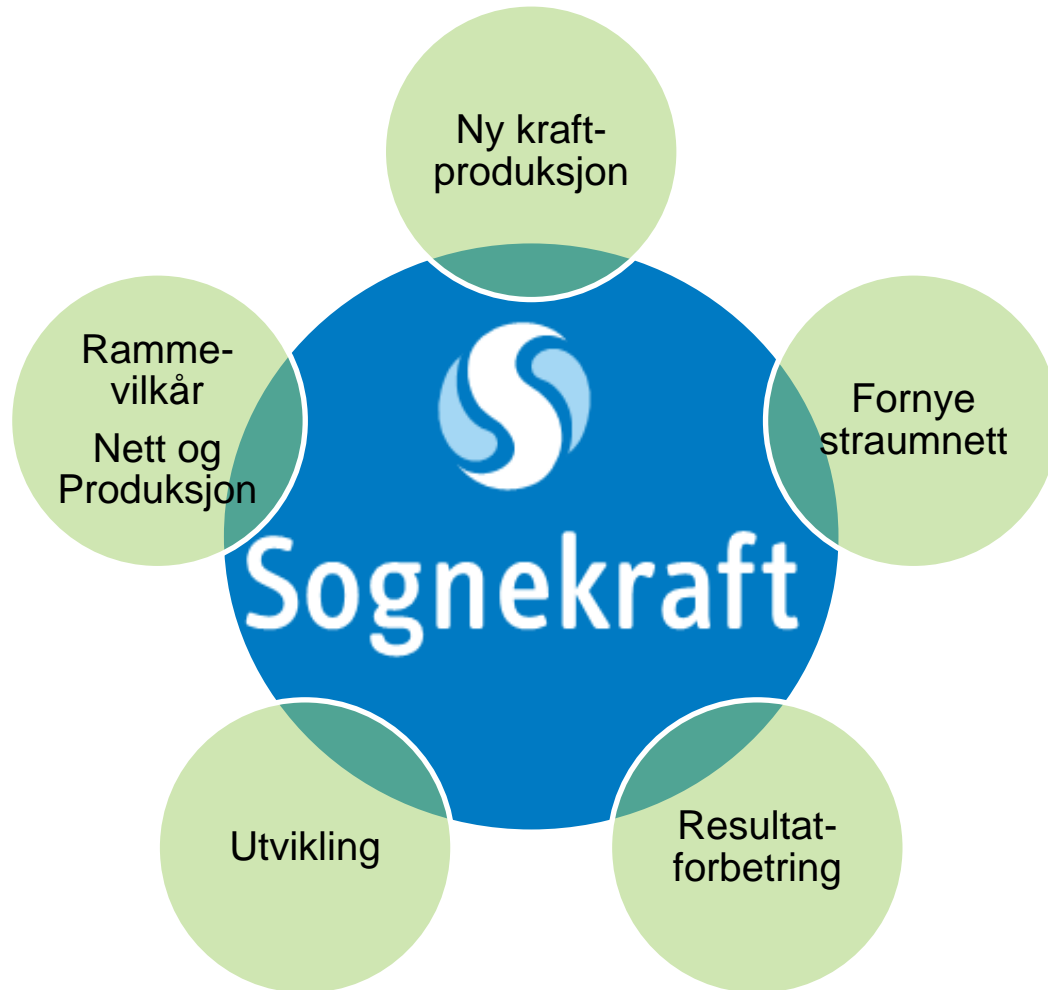 Ny kraft-
produksjon
Ramme-
vilkår
Nett og
Produksjon
Fornye
straumnett
Sognekraft
Utvikling
Resultat-
forbetring